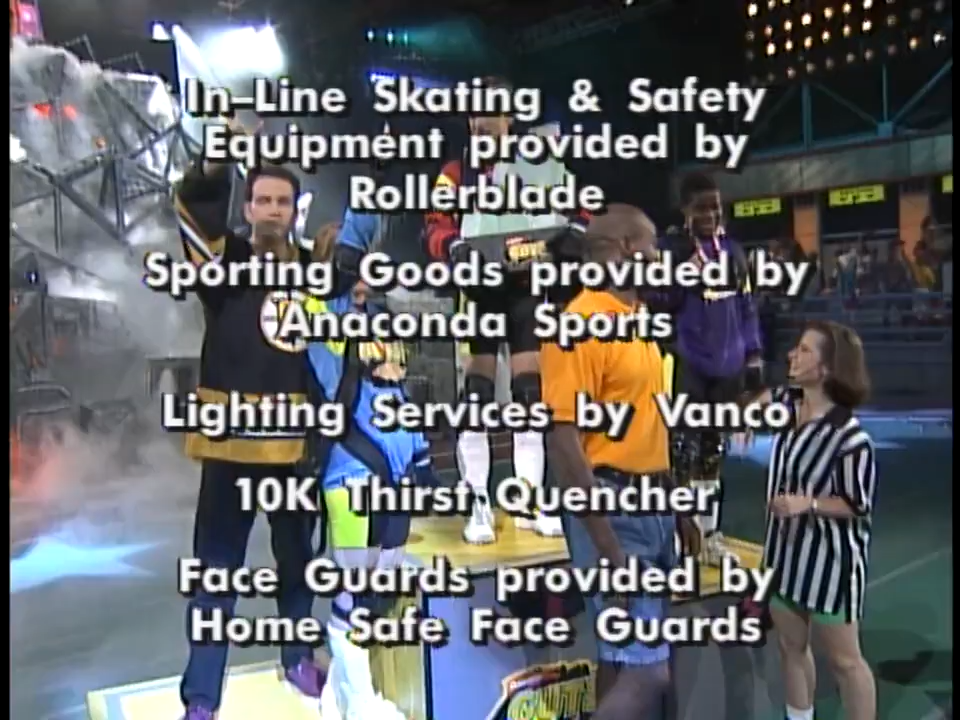 In-Line Skating & Safety
Equipment provided by
Rollerblade
Sporting Goods provided by
Anaconda Sports
Lighting Services by Vanco
10K Thirst Quencher
Face Guards provided by
Home Safe Face Guards